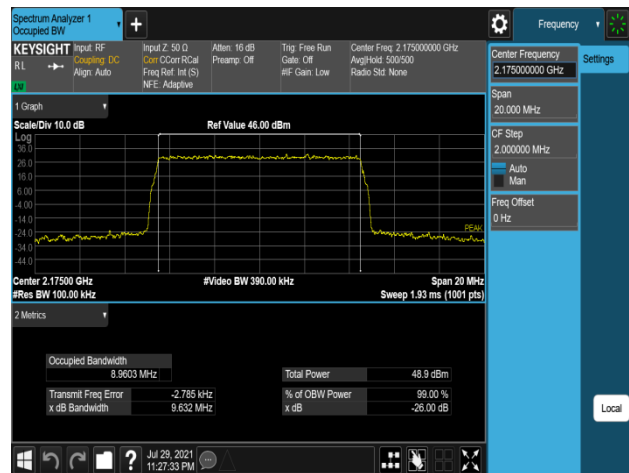 Spectrum Analyzer 1
Occupied BW
Frequency
KEYSIGHT
RL
LW
Input: RF
Coupling: DC
Align: Auto
Input Z: 50 Ω
Corr CCorr RCal
Freq Ref: Int (S)
NFE: Adaptive
Atten: 16 dB
Preamp: Off
Trig: Free Run
Gate: Off
#IF Gain: Low
Center Freq: 2.175000000 GHz
Avg|Hold: 500/500
Radio Std: None
Center Frequency
2.175000000 GHz
Settings
Span
20.000 MHz
CF Step
2.000000 MHz
Auto
Man
Freq Offset
0 Hz
1 Graph
Scale/Div 10.0 dB
Ref Value 46.00 dBm
Log
36.0
26.0
16.0
6.00
-4.00
-14.0
-24.0
-34.0
-44.0
PEAK
Center 2.17500 GHz
#Video BW 390.00 kHz
Span 20 MHz
#Res BW 100.00 kHz
Sweep 1.93 ms (1001 pts)
2 Metrics
Occupied Bandwidth
8.9603 MHz
Total Power 48.9 dBm
Transmit Freq Error -2.785 kHz
% of OBW Power 99.00 %
x dB Bandwidth 9.632 MHz
x dB -26.00 dB
Local
?
Jul 29, 2021
11:27:33 PM